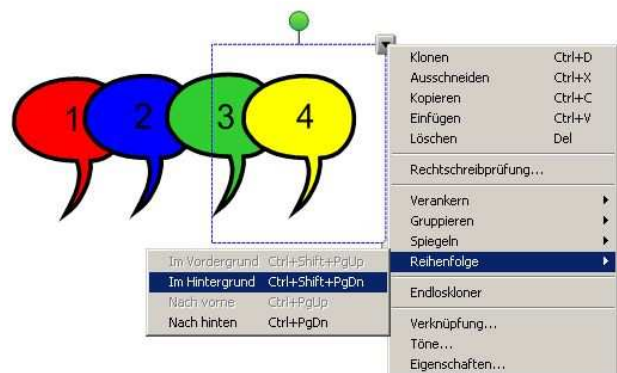 1 2 3 4
Klonen Ctrl+D
Ausschneiden Ctrl+X
Kopieren Ctrl+C
Einfügen Ctrl+V
Löschen Del
Rechtschreibprüfung...
Verankern
Gruppieren
Spiegeln
Reihenfolge
Im Vordergrund Ctrl+Shift+PgUp
Im Hintergrund Ctrl+Shift+PgDn
Nach vorne Ctrl+PgUp
Nach hinten Ctrl+PgDn
Endloskloner
Verknüpfung...
Töne...
Eigenschaften...